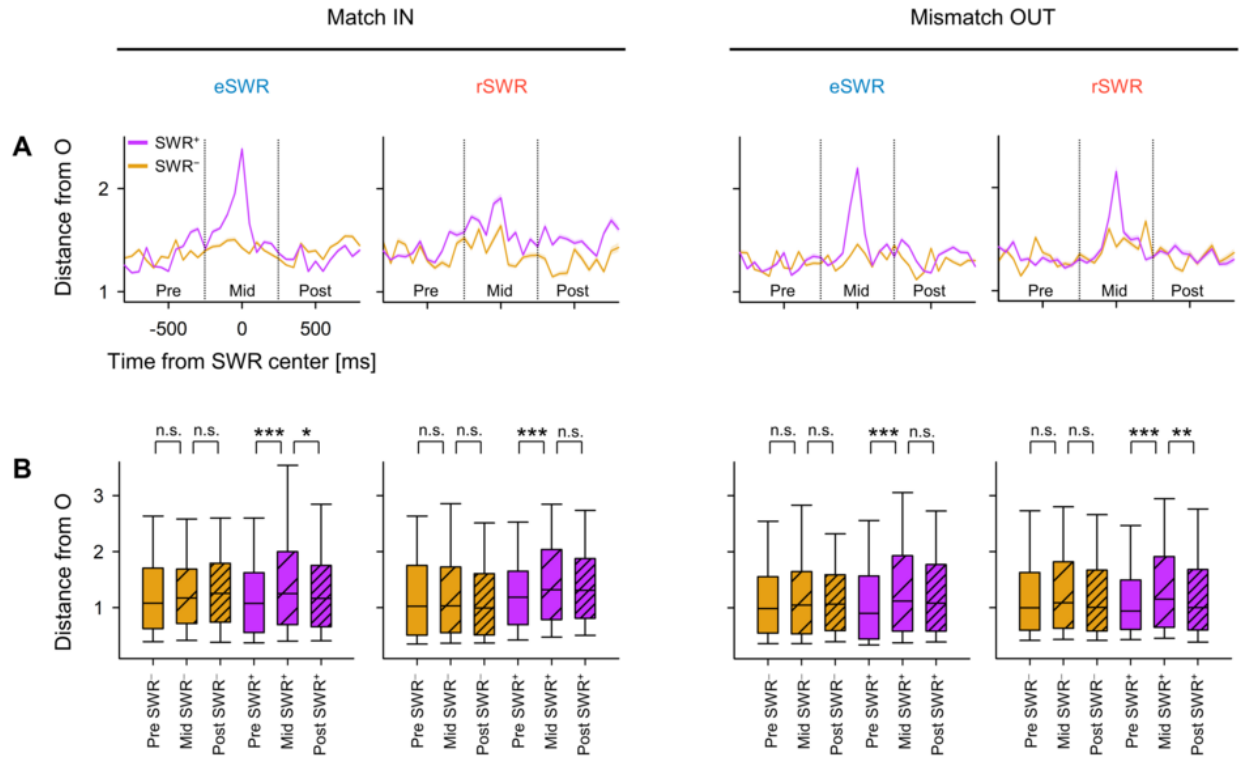 Match IN Mismatch OUT
eSWR rSWR eSWR rSWR
A
SWR⁺
SWR⁻
Distance from O
2
1
Pre Mid Post Pre Mid Post Pre Mid Post Pre Mid Post
-500 0 500
Time from SWR center [ms]
n.s. n.s. *** * n.s. n.s. *** n.s. n.s. n.s. *** n.s. n.s. n.s. *** **
B
Distance from O
3
2
1
Pre SWR⁻ Mid SWR⁻ Post SWR⁻ Pre SWR⁺ Mid SWR⁺ Post SWR⁺ Pre SWR⁻ Mid SWR⁻ Post SWR⁻ Pre SWR⁺ Mid SWR⁺ Post SWR⁺ Pre SWR⁻ Mid SWR⁻ Post SWR⁻ Pre SWR⁺ Mid SWR⁺ Post SWR⁺ Pre SWR⁻ Mid SWR⁻ Post SWR⁻ Pre SWR⁺ Mid SWR⁺ Post SWR⁺